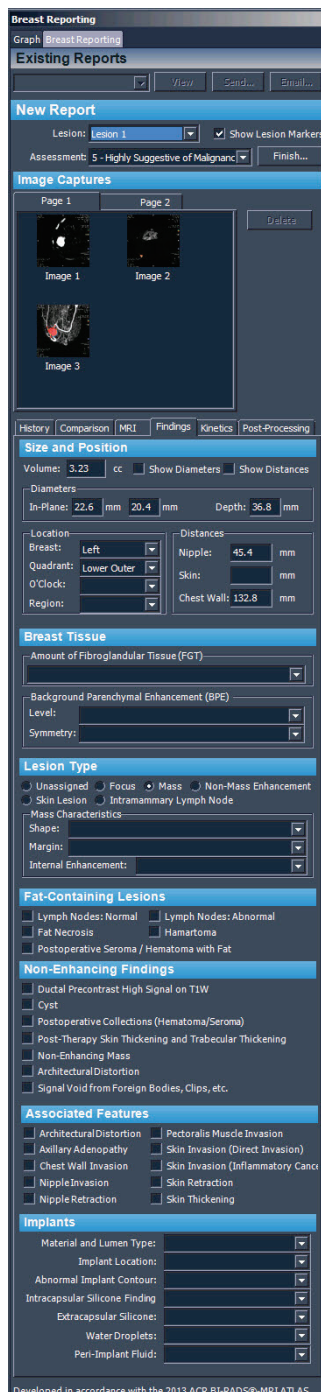 Breast Reporting
Graph Breast Reporting
Existing Reports
View Send... Email...
New Report
Lesion: Lesion 1 Show Lesion Markers
Assessment: 5 - Highly Suggestive of Malignanc Finish...
Image Captures
Page 1 Page 2
Delete
Image 1 Image 2
Image 3
History Comparison MRI Findings Kinetics Post-Processing
Size and Position
Volume: 3.23 cc Show Diameters Show Distances
Diameters
In-Plane: 22.6 mm 20.4 mm Depth: 36.8 mm
Location Distances
Breast: Left Nipple: 45.4 mm
Quadrant: Lower Outer Skin: mm
O'Clock: Chest Wall: 132.8 mm
Region:
Breast Tissue
Amount of Fibroglandular Tissue (FGT)
Background Parenchymal Enhancement (BPE)
Level:
Symmetry:
Lesion Type
Unassigned Focus Mass Non-Mass Enhancement
Skin Lesion Intramammary Lymph Node
Mass Characteristics
Shape:
Margin:
Internal Enhancement:
Fat-Containing Lesions
Lymph Nodes: Normal Lymph Nodes: Abnormal
Fat Necrosis Hamartoma
Postoperative Seroma / Hematoma with Fat
Non-Enhancing Findings
Ductal Precontrast High Signal on T1W
Cyst
Postoperative Collections (Hematoma/Seroma)
Post-Therapy Skin Thickening and Trabecular Thickening
Non-Enhancing Mass
Architectural Distortion
Signal Void from Foreign Bodies, Clips, etc.
Associated Features
Architectural Distortion Pectoralis Muscle Invasion
Axillary Adenopathy Skin Invasion (Direct Invasion)
Chest Wall Invasion Skin Invasion (Inflammatory Cance
Nipple Invasion Skin Retraction
Nipple Retraction Skin Thickening
Implants
Material and Lumen Type:
Implant Location:
Abnormal Implant Contour:
Intracapsular Silicone Finding
Extracapsular Silicone:
Water Droplets:
Peri-Implant Fluid:
Developed in accordance with the 2013 ACR BI-RADS®-MRI ATLAS